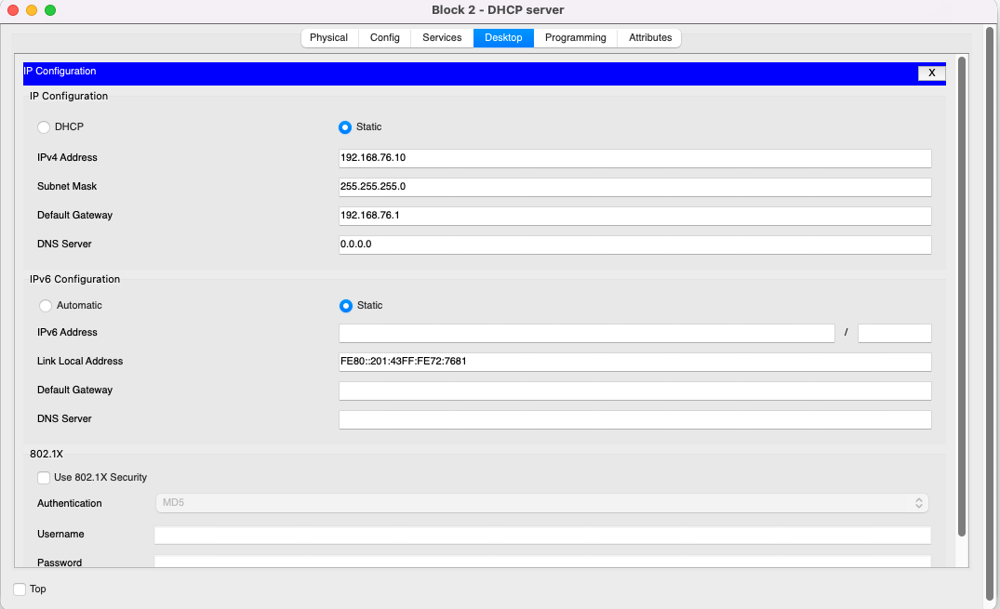 Block 2 - DHCP server
Physical Config Services Desktop Programming Attributes
IP Configuration
X
IP Configuration
DHCP Static
IPv4 Address 192.168.76.10
Subnet Mask 255.255.255.0
Default Gateway 192.168.76.1
DNS Server 0.0.0.0
IPv6 Configuration
Automatic Static
IPv6 Address /
Link Local Address FE80::201:43FF:FE72:7681
Default Gateway
DNS Server
802.1X
Use 802.1X Security
Authentication MD5
Username
Password
Top